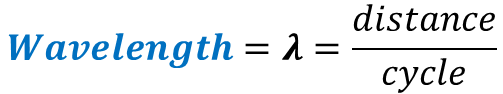 Wavelength = λ = distance / cycle